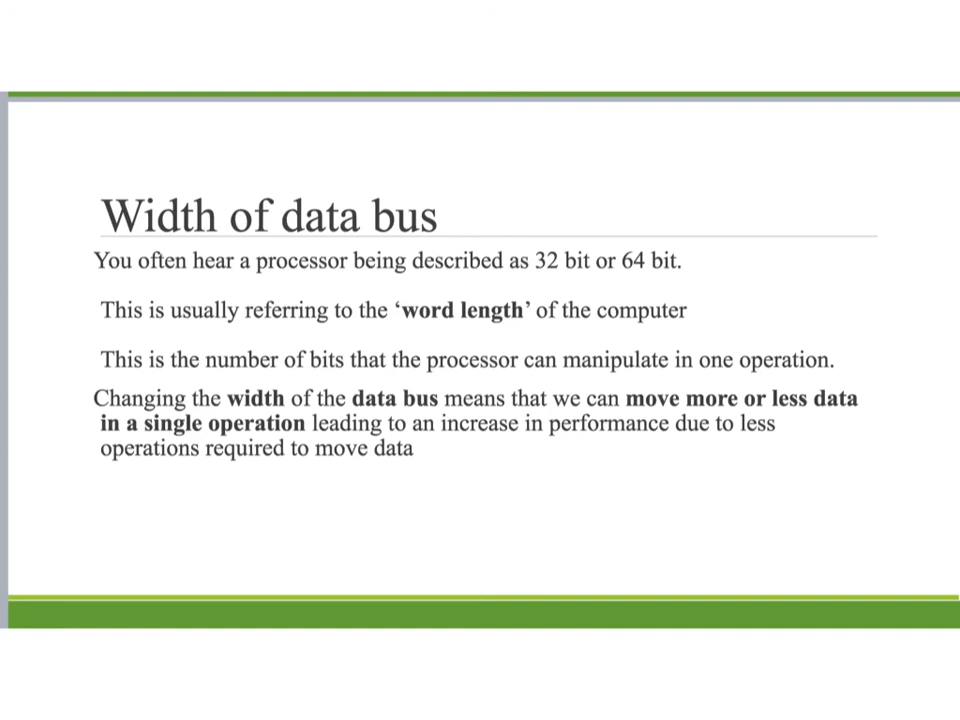 Width of data bus
You often hear a processor being described as 32 bit or 64 bit.
This is usually referring to the ‘word length’ of the computer
This is the number of bits that the processor can manipulate in one operation.
Changing the width of the data bus means that we can move more or less data
in a single operation leading to an increase in performance due to less
operations required to move data